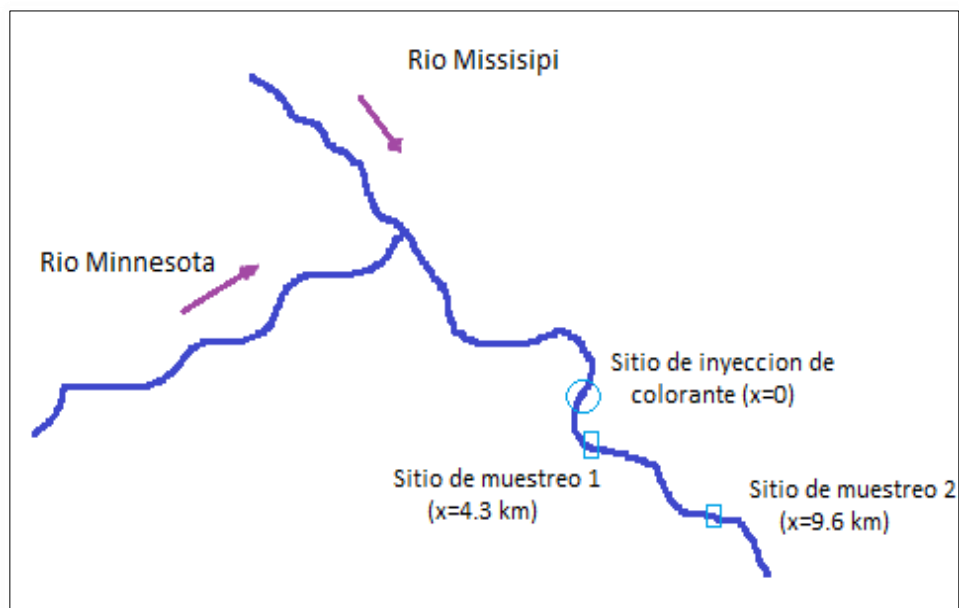 Rio Missisipi
Rio Minnesota
Sitio de inyeccion de
colorante (x=0)
Sitio de muestreo 1
(x=4.3 km)
Sitio de muestreo 2
(x=9.6 km)